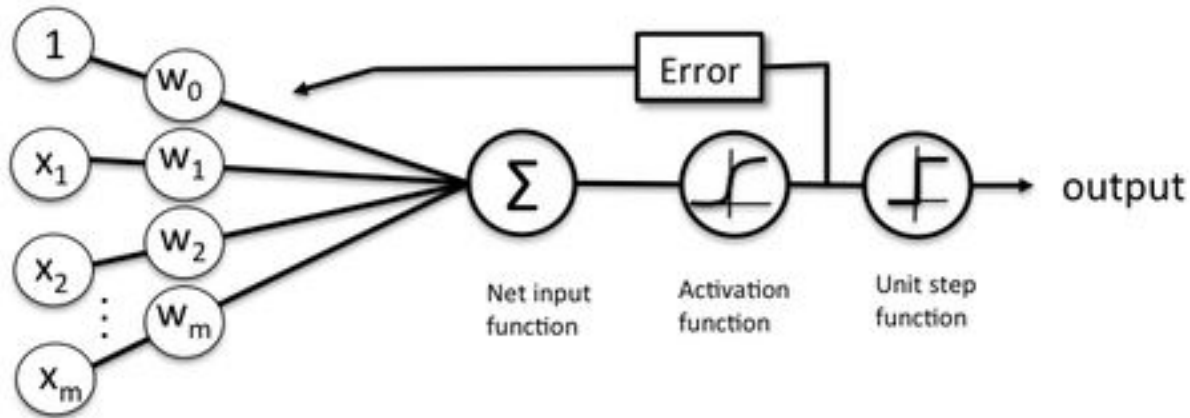 1
w₀
Error
x₁
w₁
Σ
output
x₂
w₂
⋮
xₘ
wₘ
Net input
function
Activation
function
Unit step
function